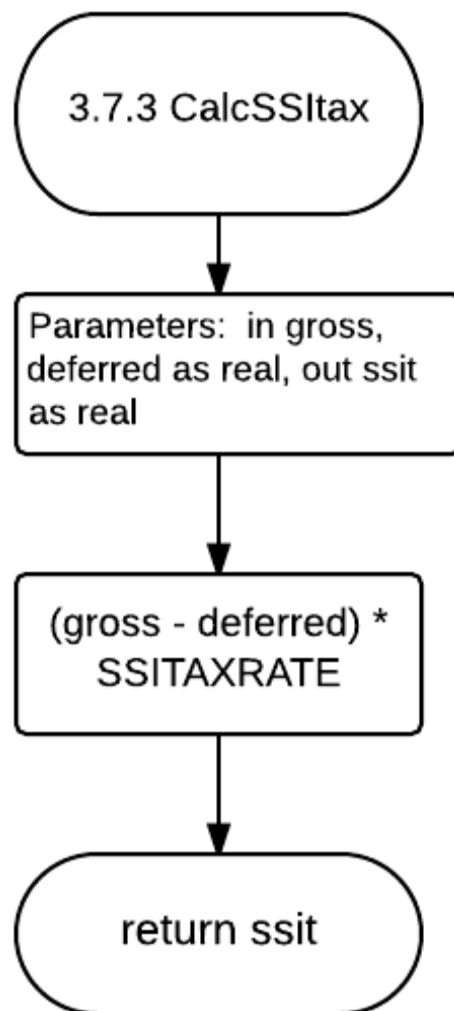 3.7.3 CalcSSItax
Parameters:  in gross,
deferred as real, out ssit
as real
(gross - deferred) *
SSITAXRATE
return ssit